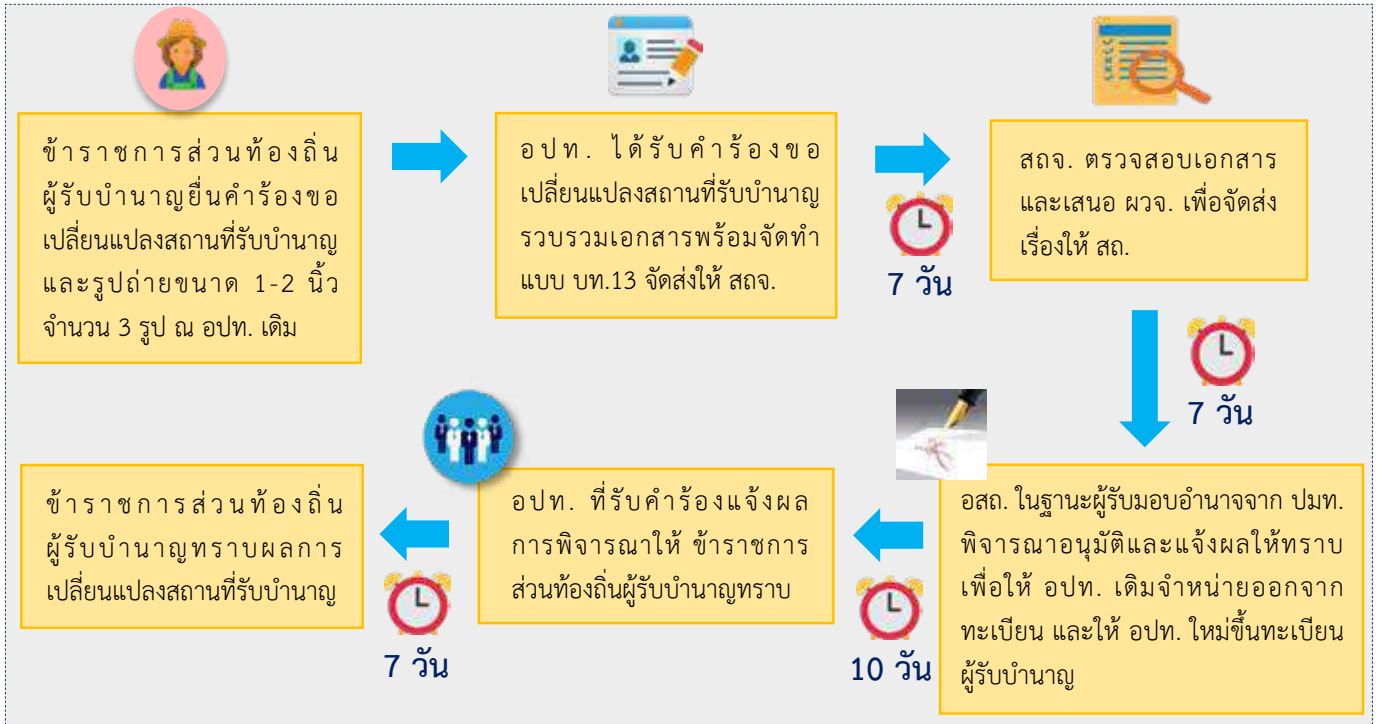 ข้าราชการส่วนท้องถิ่น
ผู้รับบำนาญยื่นคำร้องขอ
เปลี่ยนแปลงสถานที่รับบำนาญ
และรูปถ่ายขนาด 1-2 นิ้ว
จำนวน 3 รูป ณ อปท. เดิม
อปท. ได้รับคำร้องขอ
เปลี่ยนแปลงสถานที่รับบำนาญ
รวบรวมเอกสารพร้อมจัดทำ
แบบ บท.13 จัดส่งให้ สถจ.
7 วัน
สถจ. ตรวจสอบเอกสาร
และเสนอ ผวจ. เพื่อจัดส่ง
เรื่องให้ สถ.
7 วัน
อสถ. ในฐานะผู้รับมอบอำนาจจาก ปมท.
พิจารณาอนุมัติและแจ้งผลให้ทราบ
เพื่อให้ อปท. เดิมจำหน่ายออกจาก
ทะเบียน และให้ อปท. ใหม่ขึ้นทะเบียน
ผู้รับบำนาญ
10 วัน
อปท. ที่รับคำร้องแจ้งผล
การพิจารณาให้ ข้าราชการ
ส่วนท้องถิ่นผู้รับบำนาญทราบ
7 วัน
ข้าราชการส่วนท้องถิ่น
ผู้รับบำนาญทราบผลการ
เปลี่ยนแปลงสถานที่รับบำนาญ